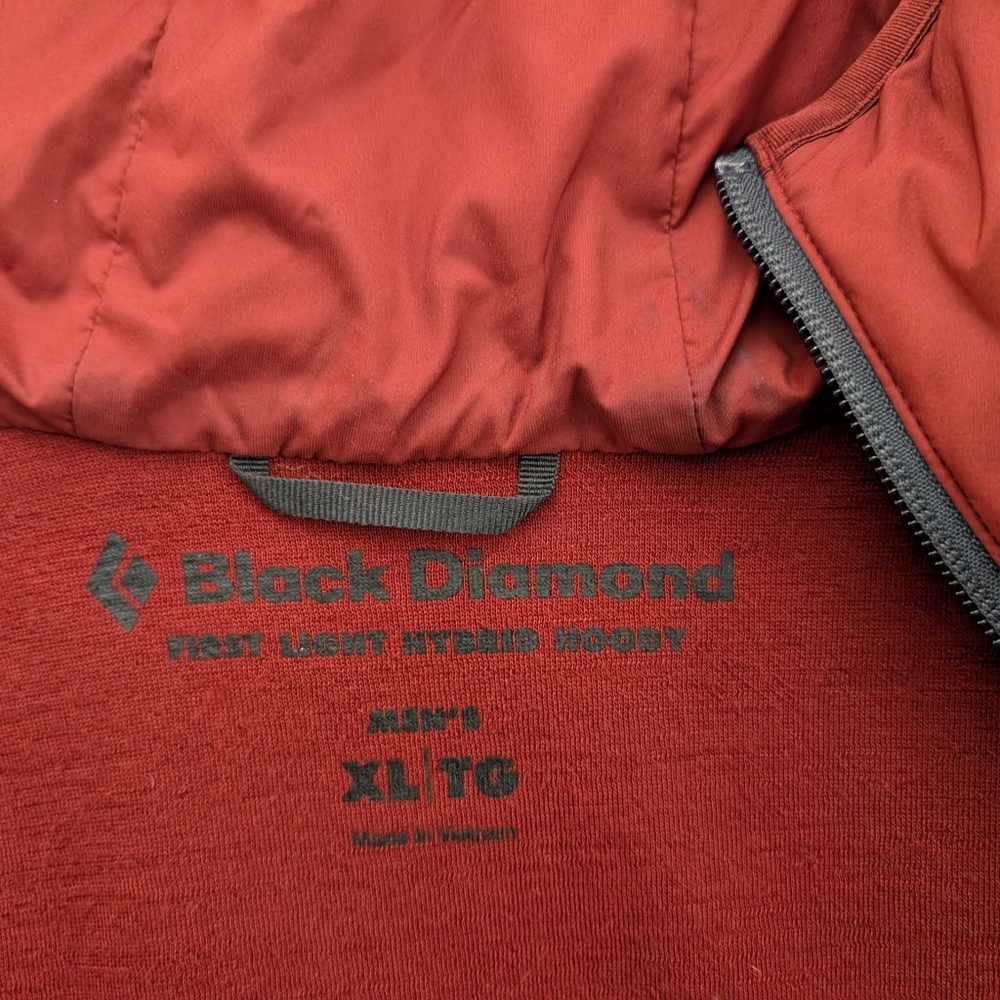 Black Diamond
FIRST LIGHT HYBRID HOODY
MEN'S
XL|TG
Made in Vietnam